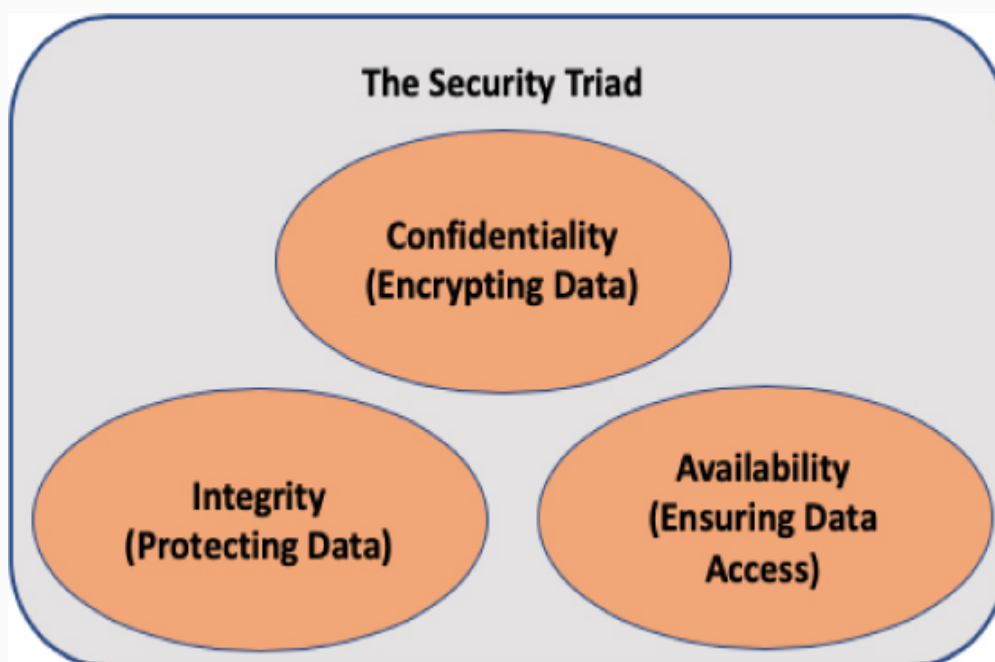 The Security Triad
Confidentiality
(Encrypting Data)
Integrity
(Protecting Data)
Availability
(Ensuring Data
Access)